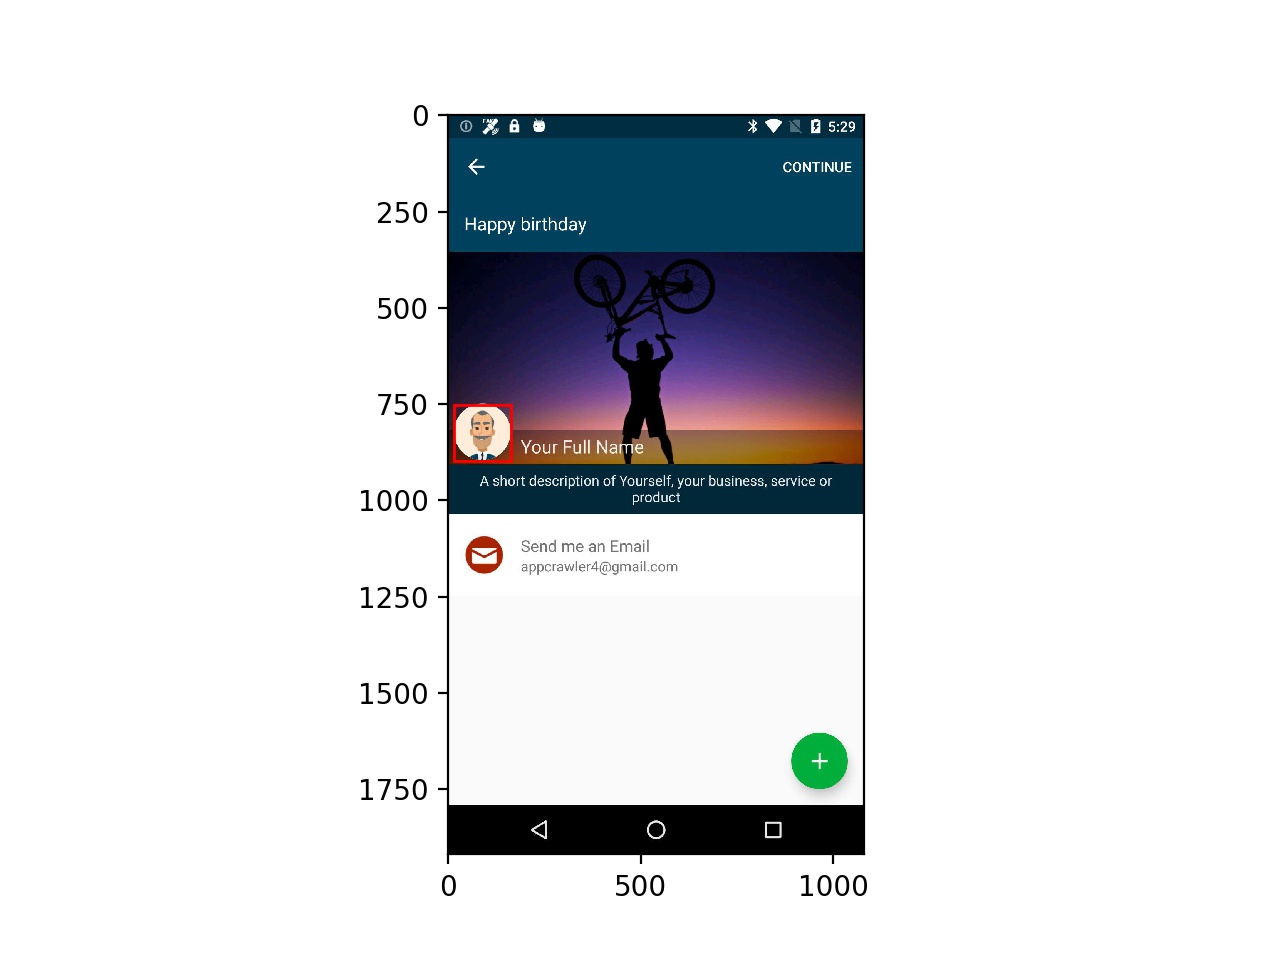 0
250
500
750
1000
1250
1500
1750
5:29
CONTINUE
Happy birthday
Your Full Name
A short description of Yourself, your business, service or
product
Send me an Email
appcrawler4@gmail.com
0
500
1000